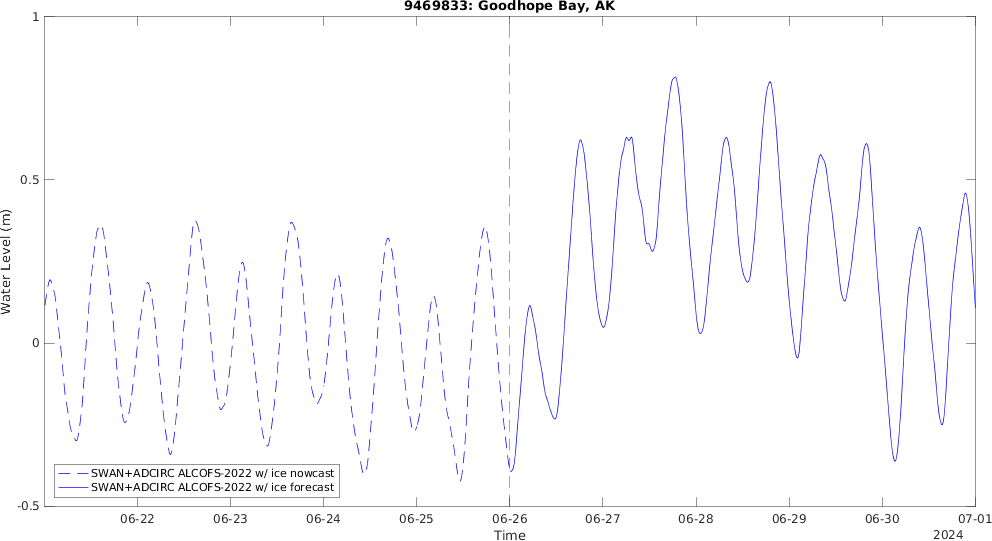 9469833: Goodhope Bay, AK
Water Level (m)
1
0.5
0
-0.5
SWAN+ADCIRC ALCOFS-2022 w/ ice nowcast
SWAN+ADCIRC ALCOFS-2022 w/ ice forecast
06-22 06-23 06-24 06-25 06-26 06-27 06-28 06-29 06-30 07-01
Time
2024